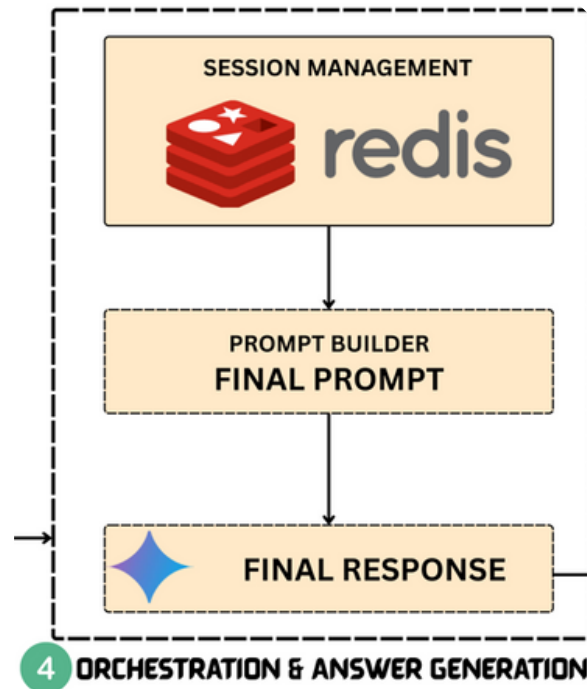 SESSION MANAGEMENT
redis
PROMPT BUILDER
FINAL PROMPT
FINAL RESPONSE
4 ORCHESTRATION & ANSWER GENERATION